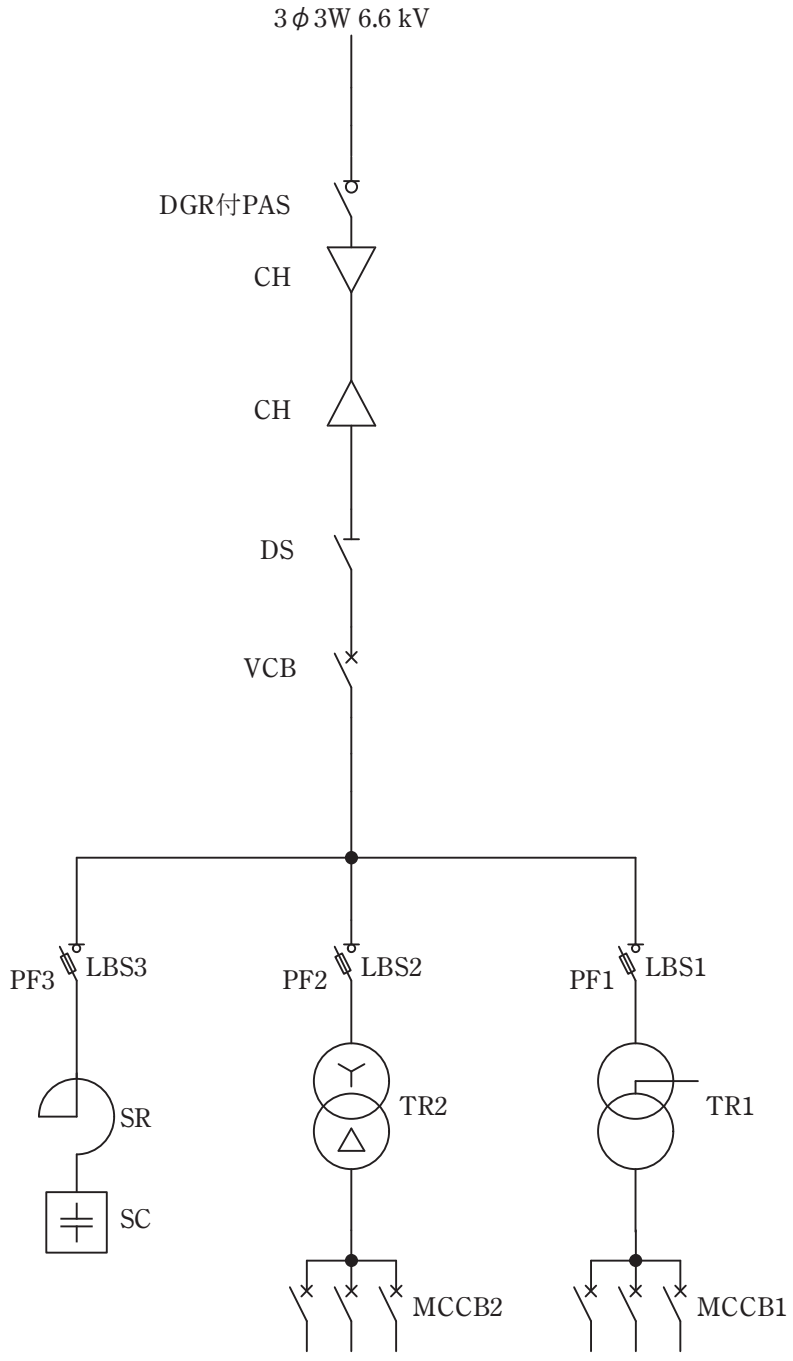 3φ3W 6.6 kV
DGR付PAS
CH
CH
DS
VCB
PF3 LBS3
PF2 LBS2
PF1 LBS1
SR
TR2
TR1
SC
MCCB2
MCCB1